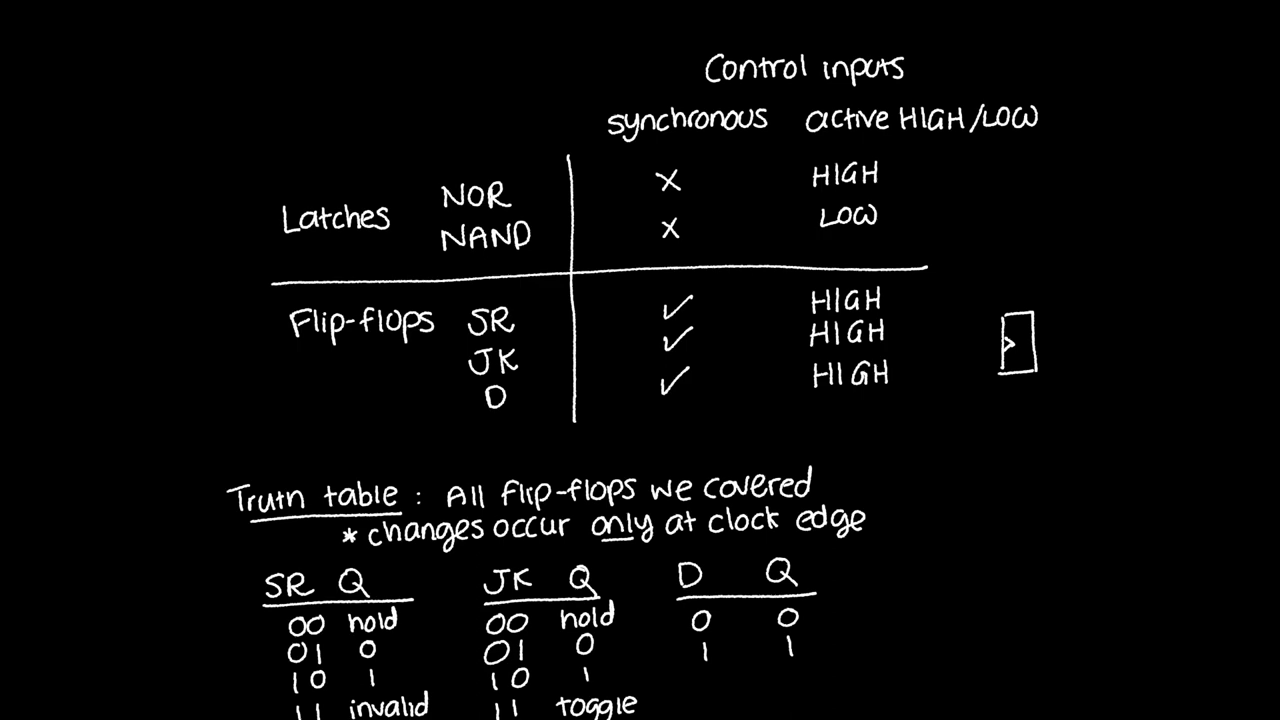 Control inputs
synchronous active HIGH/LOW
Latches NOR X HIGH
NAND X LOW
Flip-flops SR ✓ HIGH
JK ✓ HIGH
D ✓ HIGH
Truth table : All flip-flops we covered
* changes occur only at clock edge
SR Q JK Q D Q
00 hold 00 hold 0 0
01 0 01 0 1 1
10 1 10 1
11 invalid 11 toggle